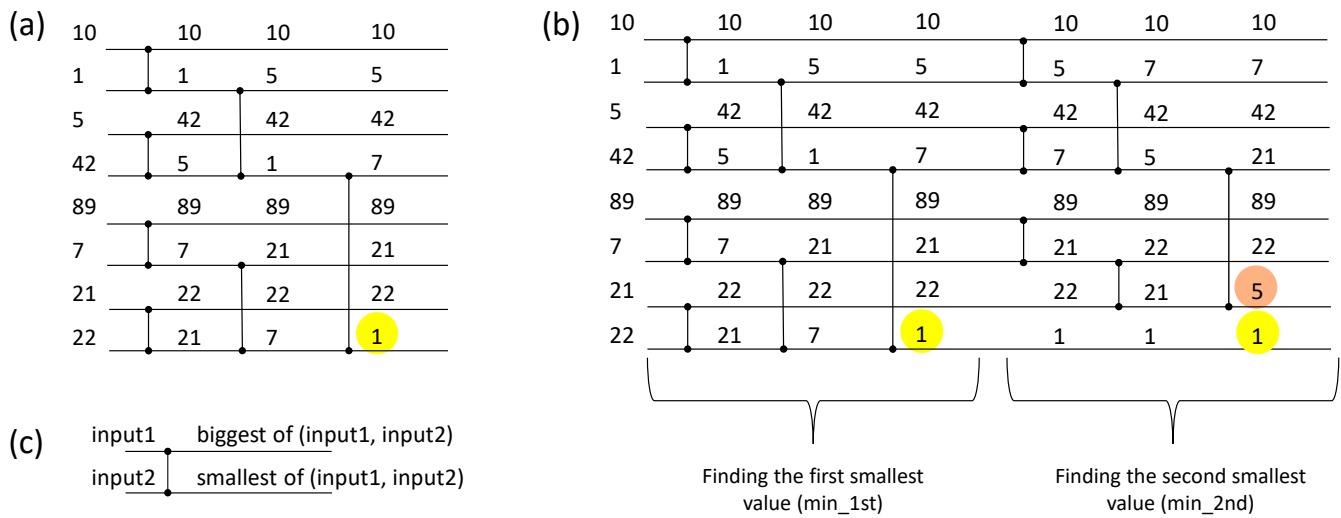 (a)
10 10 10 10
1 1 5 5
5 42 42 42
42 5 1 7
89 89 89 89
7 7 21 21
21 22 22 22
22 21 7 1
(b)
10 10 10 10 10 10 10
1 1 5 5 5 7 7
5 42 42 42 42 42 42
42 5 1 7 7 5 21
89 89 89 89 89 89 89
7 7 21 21 21 22 22
21 22 22 22 22 21 5
22 21 7 1 1 1 1
(c)
input1 biggest of (input1, input2)
input2 smallest of (input1, input2)
Finding the first smallest
value (min_1st)
Finding the second smallest
value (min_2nd)